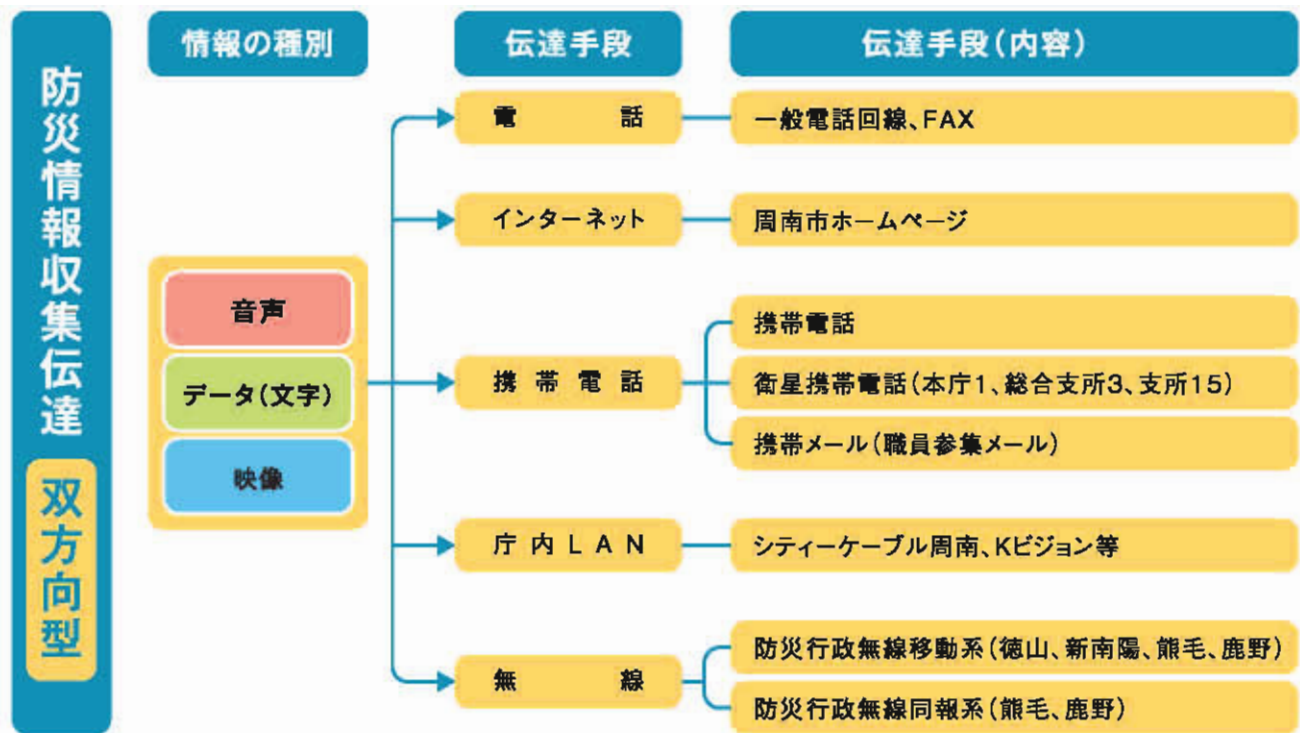 防災情報収集伝達
双方向型
情報の種別
伝達手段
伝達手段(内容)
音声
データ(文字)
映像
電話
一般電話回線、FAX
インターネット
周南市ホームページ
携帯電話
携帯電話
衛星携帯電話(本庁1、総合支所3、支所15)
携帯メール(職員参集メール)
庁内LAN
シティーケーブル周南、Kビジョン等
無線
防災行政無線移動系(徳山、新南陽、熊毛、鹿野)
防災行政無線同報系(熊毛、鹿野)